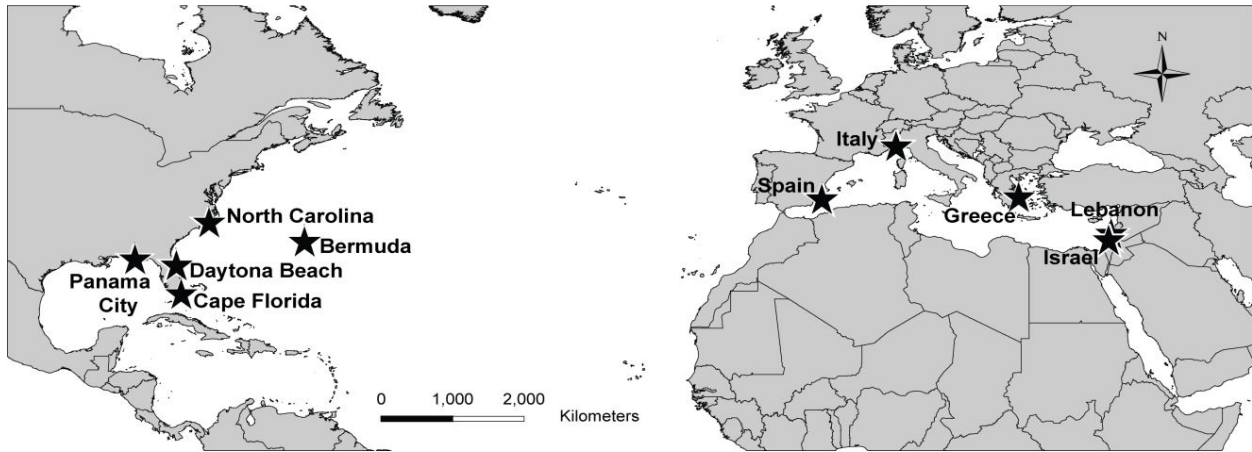 North Carolina
Bermuda
Daytona Beach
Panama
City
Cape Florida
0 1,000 2,000
Kilometers
N
Italy
Spain
Greece
Lebanon
Israel